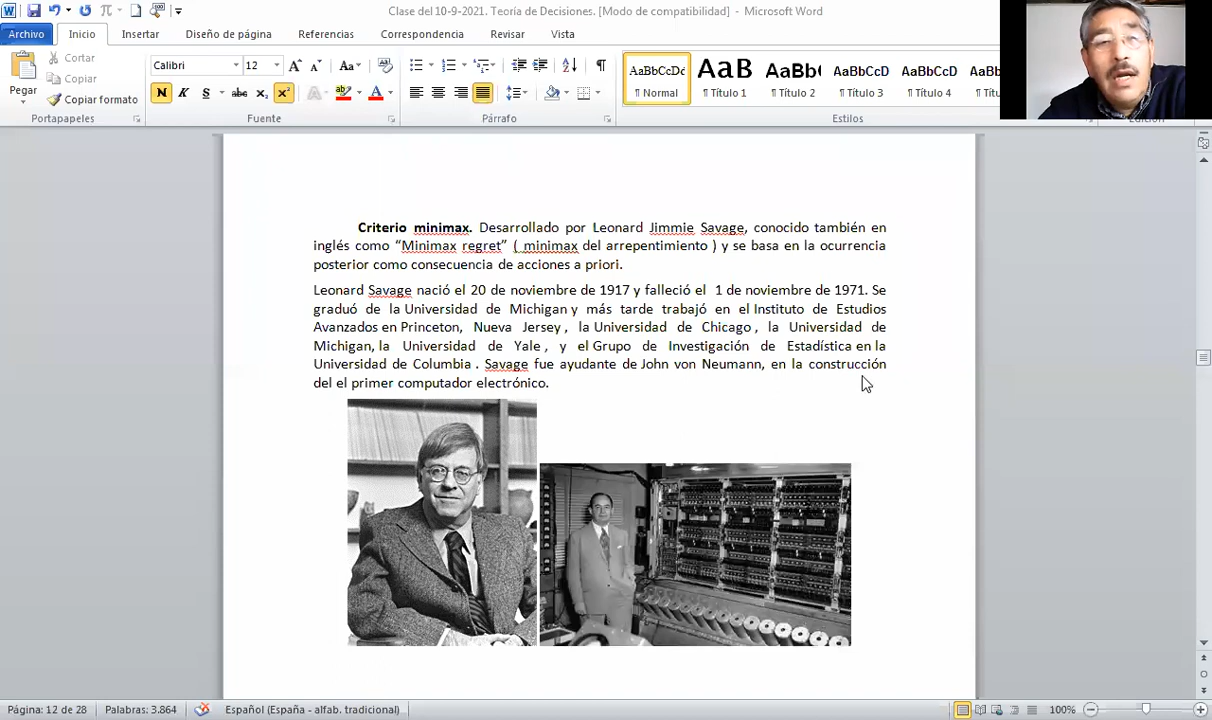 Clase del 10-9-2021. Teoría de Decisiones. [Modo de compatibilidad] - Microsoft Word
Archivo Inicio Insertar Diseño de página Referencias Correspondencia Revisar Vista
Pegar
Cortar
Copiar
Copiar formato
Portapapeles
Calibri 12
N K S abc x₂ x²
Fuente
Párrafo
AaBbCcDc AaB AaBbC AaBbCcD AaBbCcD AaBb
¶ Normal ¶ Título 1 ¶ Título 2 ¶ Título 3 ¶ Título 4 ¶ Títu
Estilos
Edición
Criterio minimax. Desarrollado por Leonard Jimmie Savage, conocido también en
inglés como “Minimax regret” ( minimax del arrepentimiento ) y se basa en la ocurrencia
posterior como consecuencia de acciones a priori.
Leonard Savage nació el 20 de noviembre de 1917 y falleció el 1 de noviembre de 1971. Se
graduó de la Universidad de Michigan y más tarde trabajó en el Instituto de Estudios
Avanzados en Princeton, Nueva Jersey , la Universidad de Chicago , la Universidad de
Michigan, la Universidad de Yale , y el Grupo de Investigación de Estadística en la
Universidad de Columbia . Savage fue ayudante de John von Neumann, en la construcción
del el primer computador electrónico.
Página: 12 de 28 Palabras: 3.864 Español (España - alfab. tradicional) 100%